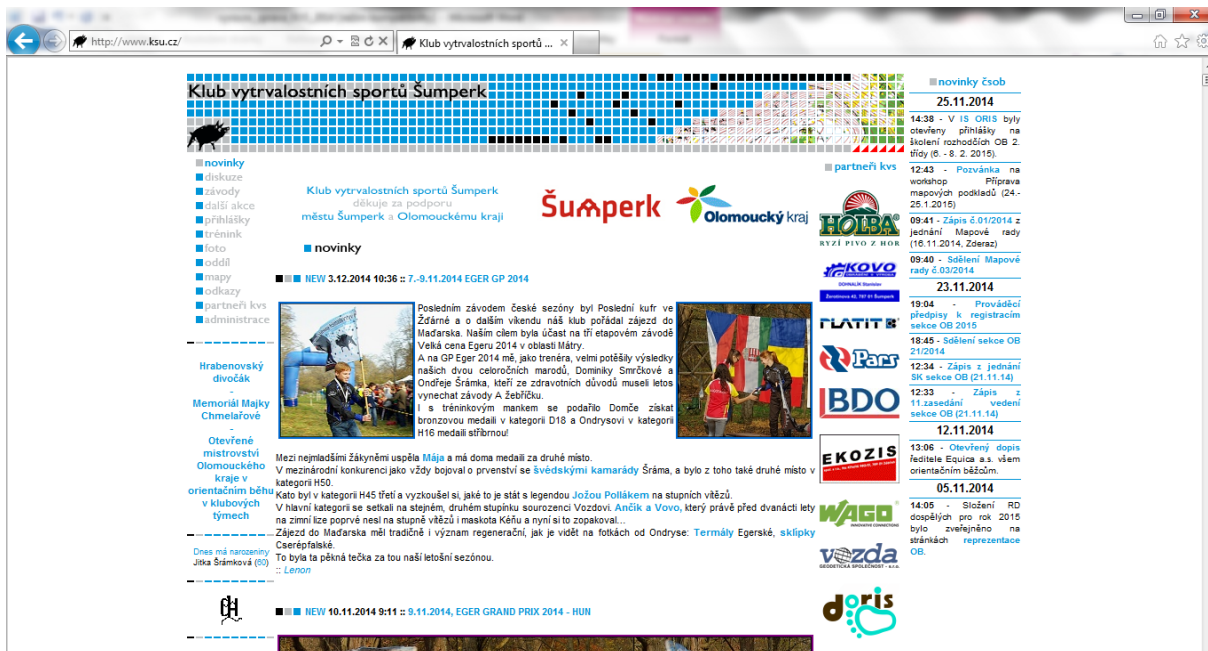 http://www.ksu.cz/
Klub vytrvalostních sportů ...
Klub vytrvalostních sportů Šumperk
novinky
diskuze
závody
další akce
přihlášky
trénink
foto
oddíl
mapy
odkazy
partneři kvs
administrace
Hrabenovský
divočák
-
Memoriál Majky
Chmelařové
-
Otevřené
mistrovství
Olomouckého
kraje v
orientačním běhu
v klubových
týmech
Dnes má narozeniny
Jitka Šrámková (60)
Klub vytrvalostních sportů Šumperk
děkuje za podporu
městu Šumperk a Olomouckému kraji
Šumperk
Olomoucký kraj
novinky
NEW 3.12.2014 10:36 :: 7.-9.11.2014 EGER GP 2014
Posledním závodem české sezóny byl Poslední kufr ve
Žďárné a o dalším víkendu náš klub pořádal zájezd do
Maďarska. Naším cílem byla účast na tří etapovém závodě
Velká cena Egeru 2014 v oblasti Mátry.
A na GP Eger 2014 mě, jako trenéra, velmi potěšily výsledky
našich dvou celoročních marodů, Dominiky Smrčkové a
Ondřeje Šrámka, kteří ze zdravotních důvodů museli letos
vynechat závody A žebříčku.
I s tréninkovým mankem se podařilo Domče získat
bronzovou medaili v kategorii D18 a Ondrysovi v kategorii
H16 medaili stříbrnou!
Mezi nejmladšími žákyněmi uspěla Mája a má doma medaili za druhé místo.
V mezinárodní konkurenci jako vždy bojoval o prvenství se švédskými kamarády Šráma, a bylo z toho také druhé místo v
kategorii H50.
Kato byl v kategorii H45 třetí a vyzkoušel si, jaké to je stát s legendou Jožou Pollákem na stupních vítězů.
V hlavní kategorii se setkali na stejném, druhém stupínku sourozenci Vozdovi. Ančik a Vovo, který právě před dvanácti lety
na zimní lize poprvé nesl na stupně vítězů i maskota Kéňu a nyní si to zopakoval...
Zájezd do Maďarska měl tradičně i význam regenerační, jak je vidět na fotkách od Ondryse: Termály Egerské, sklípky
Cserépfalské.
To byla ta pěkná tečka za tou naší letošní sezónou.
:: Lenon
NEW 10.11.2014 9:11 :: 9.11.2014, EGER GRAND PRIX 2014 - HUN
partneři kvs
HOLBA
RYZÍ PIVO Z HOR
KOVO
DOHNALÍK Stanislav
Žerotínova 43, 787 01 Šumperk
PLATIT
Pars
BDO
EKOZIS
WAGO
INNOVATIVE CONNECTIONS
vozda
GEODETICKÁ SPOLEČNOST - s.r.o.
doris
novinky čsob
25.11.2014
14:38 - V IS ORIS byly
otevřeny přihlášky na
školení rozhodčích OB 2.
třídy (6. - 8. 2. 2015).
12:43 - Pozvánka na
workshop Příprava
mapových podkladů (24.-
25.1.2015)
09:41 - Zápis č.01/2014 z
jednání Mapové rady
(16.11.2014, Zderaz)
09:40 - Sdělení Mapové
rady č.03/2014
23.11.2014
19:04 - Prováděcí
předpisy k registracím
sekce OB 2015
18:45 - Sdělení sekce OB
21/2014
12:34 - Zápis z jednání
SK sekce OB (21.11.14)
12:33 - Zápis z
11.zasedání vedení
sekce OB (21.11.14)
12.11.2014
13:06 - Otevřený dopis
ředitele Equica a.s. všem
orientačním běžcům.
05.11.2014
14:05 - Složení RD
dospělých pro rok 2015
bylo zveřejněno na
stránkách reprezentace
OB.